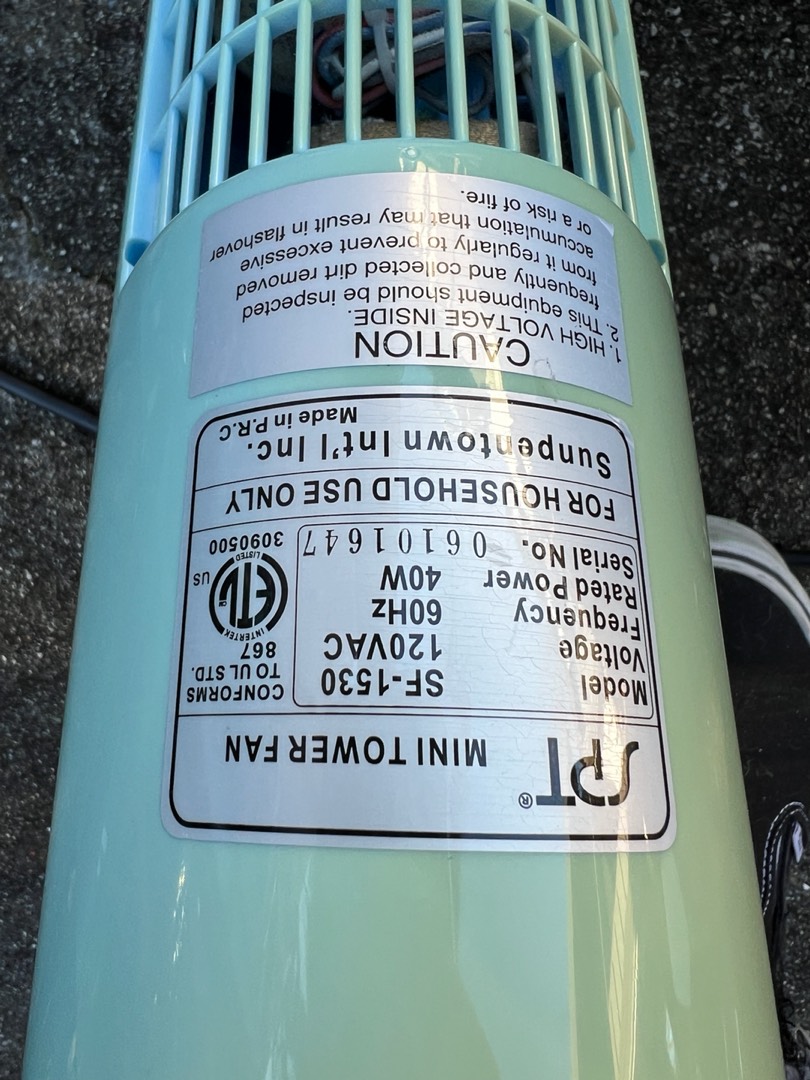 SPT® MINI TOWER FAN
Model SF-1530
Voltage 120VAC
Frequency 60Hz
Rated Power 40W
Serial No. 06101647
CONFORMS
TO UL STD.
867
INTERTEK
ETL
CM
US
LISTED
3090500
FOR HOUSEHOLD USE ONLY
Sunpentown Int'l Inc.
Made in P.R.C
CAUTION
1. HIGH VOLTAGE INSIDE.
2. This equipment should be inspected
frequently and collected dirt removed
from it regularly to prevent excessive
accumulation that may result in flashover
or a risk of fire.